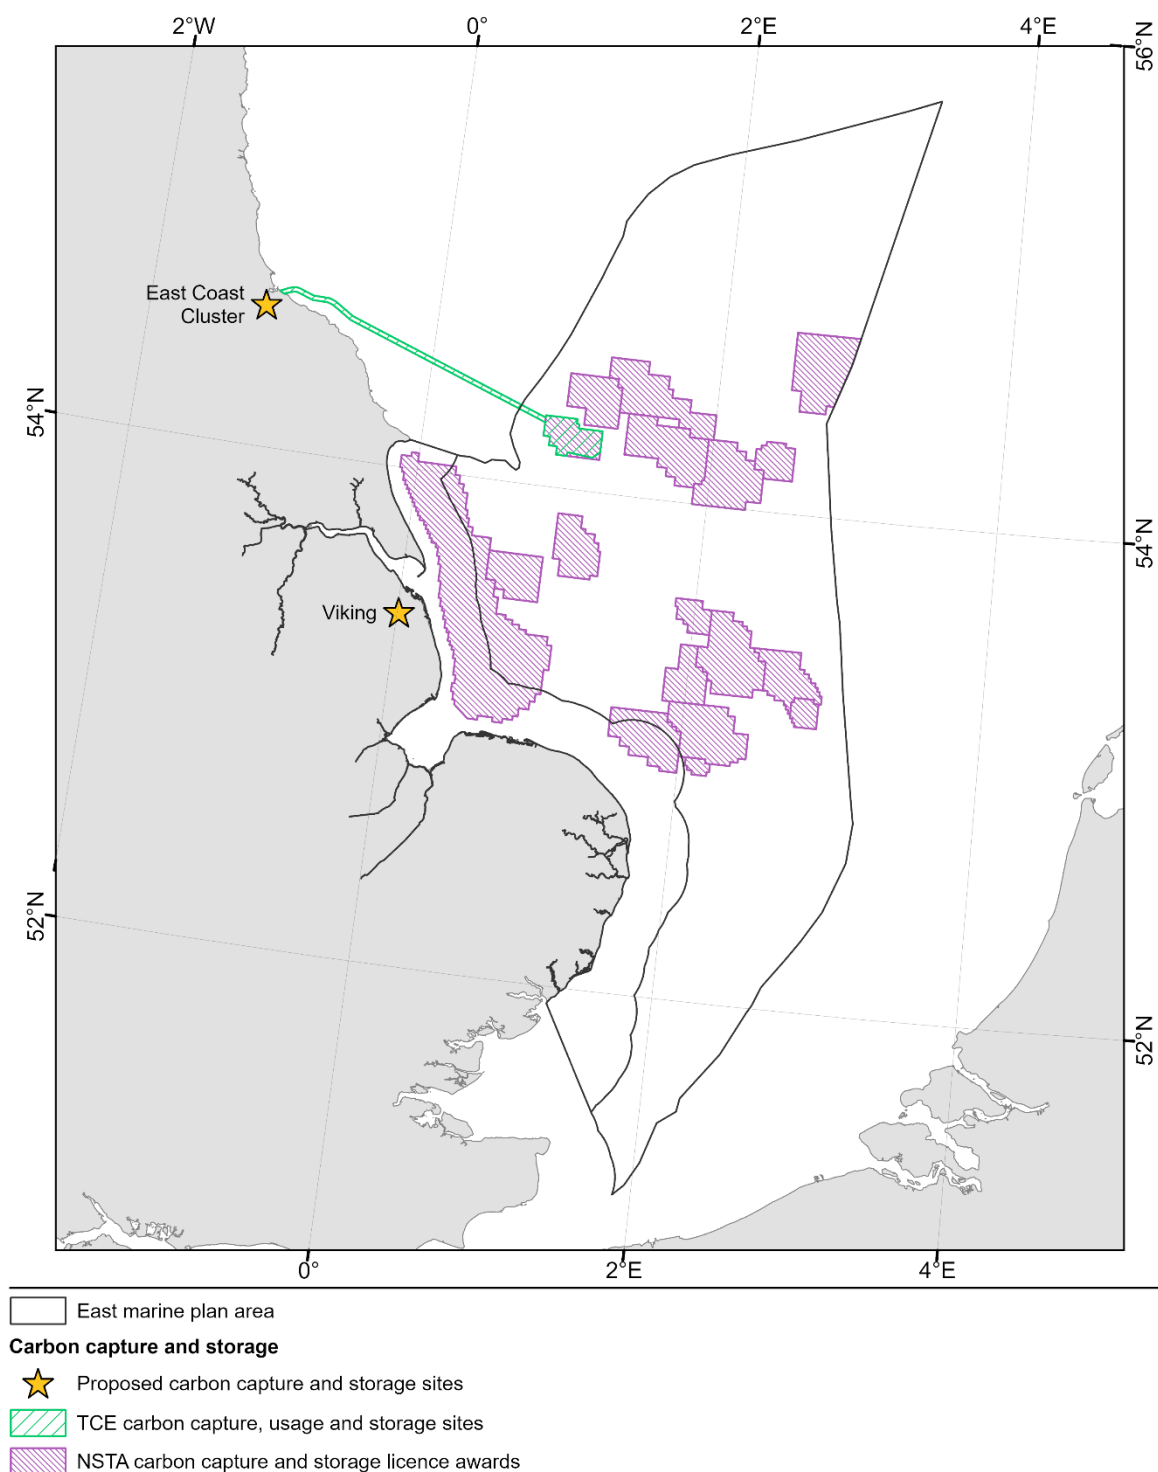 2°W
0°
2°E
4°E
56°N
East Coast
Cluster
54°N
54°N
Viking
52°N
52°N
0°
2°E
4°E
East marine plan area
Carbon capture and storage
Proposed carbon capture and storage sites
TCE carbon capture, usage and storage sites
NSTA carbon capture and storage licence awards